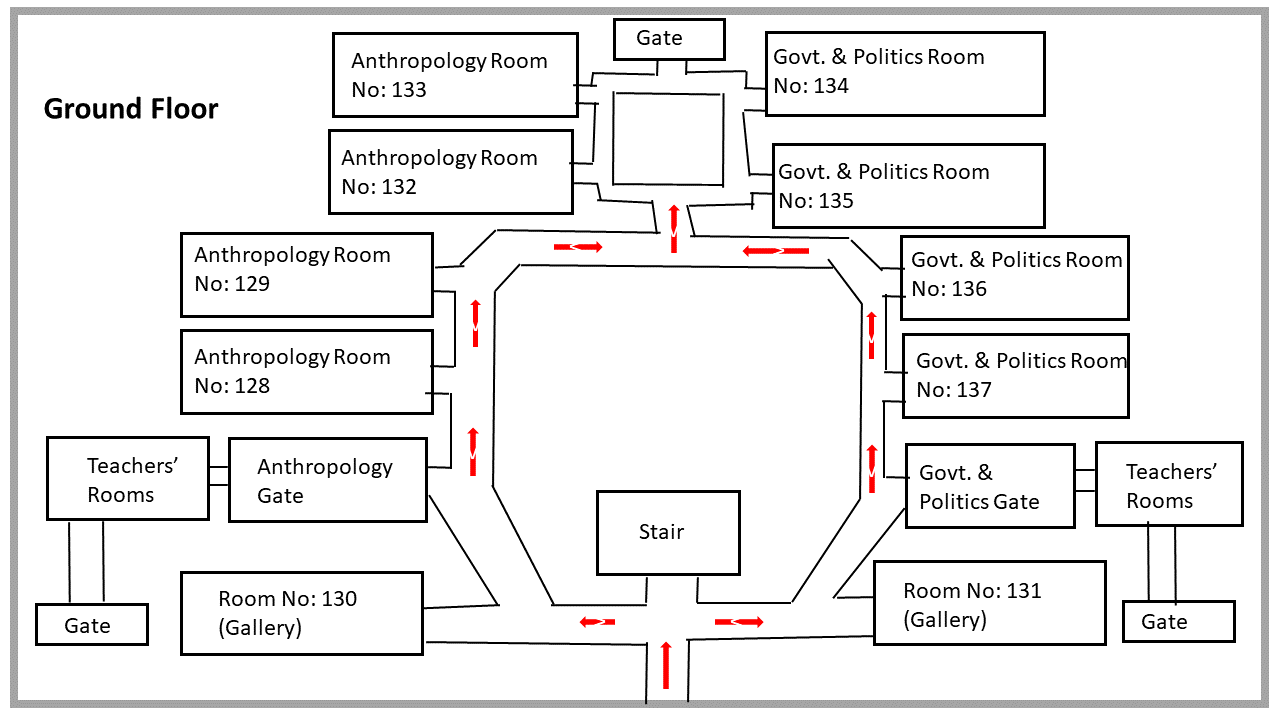 Gate
Anthropology Room
No: 133
Govt. & Politics Room
No: 134
Ground Floor
Anthropology Room
No: 132
Govt. & Politics Room
No: 135
Anthropology Room
No: 129
Govt. & Politics Room
No: 136
Anthropology Room
No: 128
Govt. & Politics Room
No: 137
Teachers’
Rooms
Anthropology
Gate
Govt. &
Politics Gate
Teachers’
Rooms
Stair
Room No: 130
(Gallery)
Room No: 131
(Gallery)
Gate
Gate